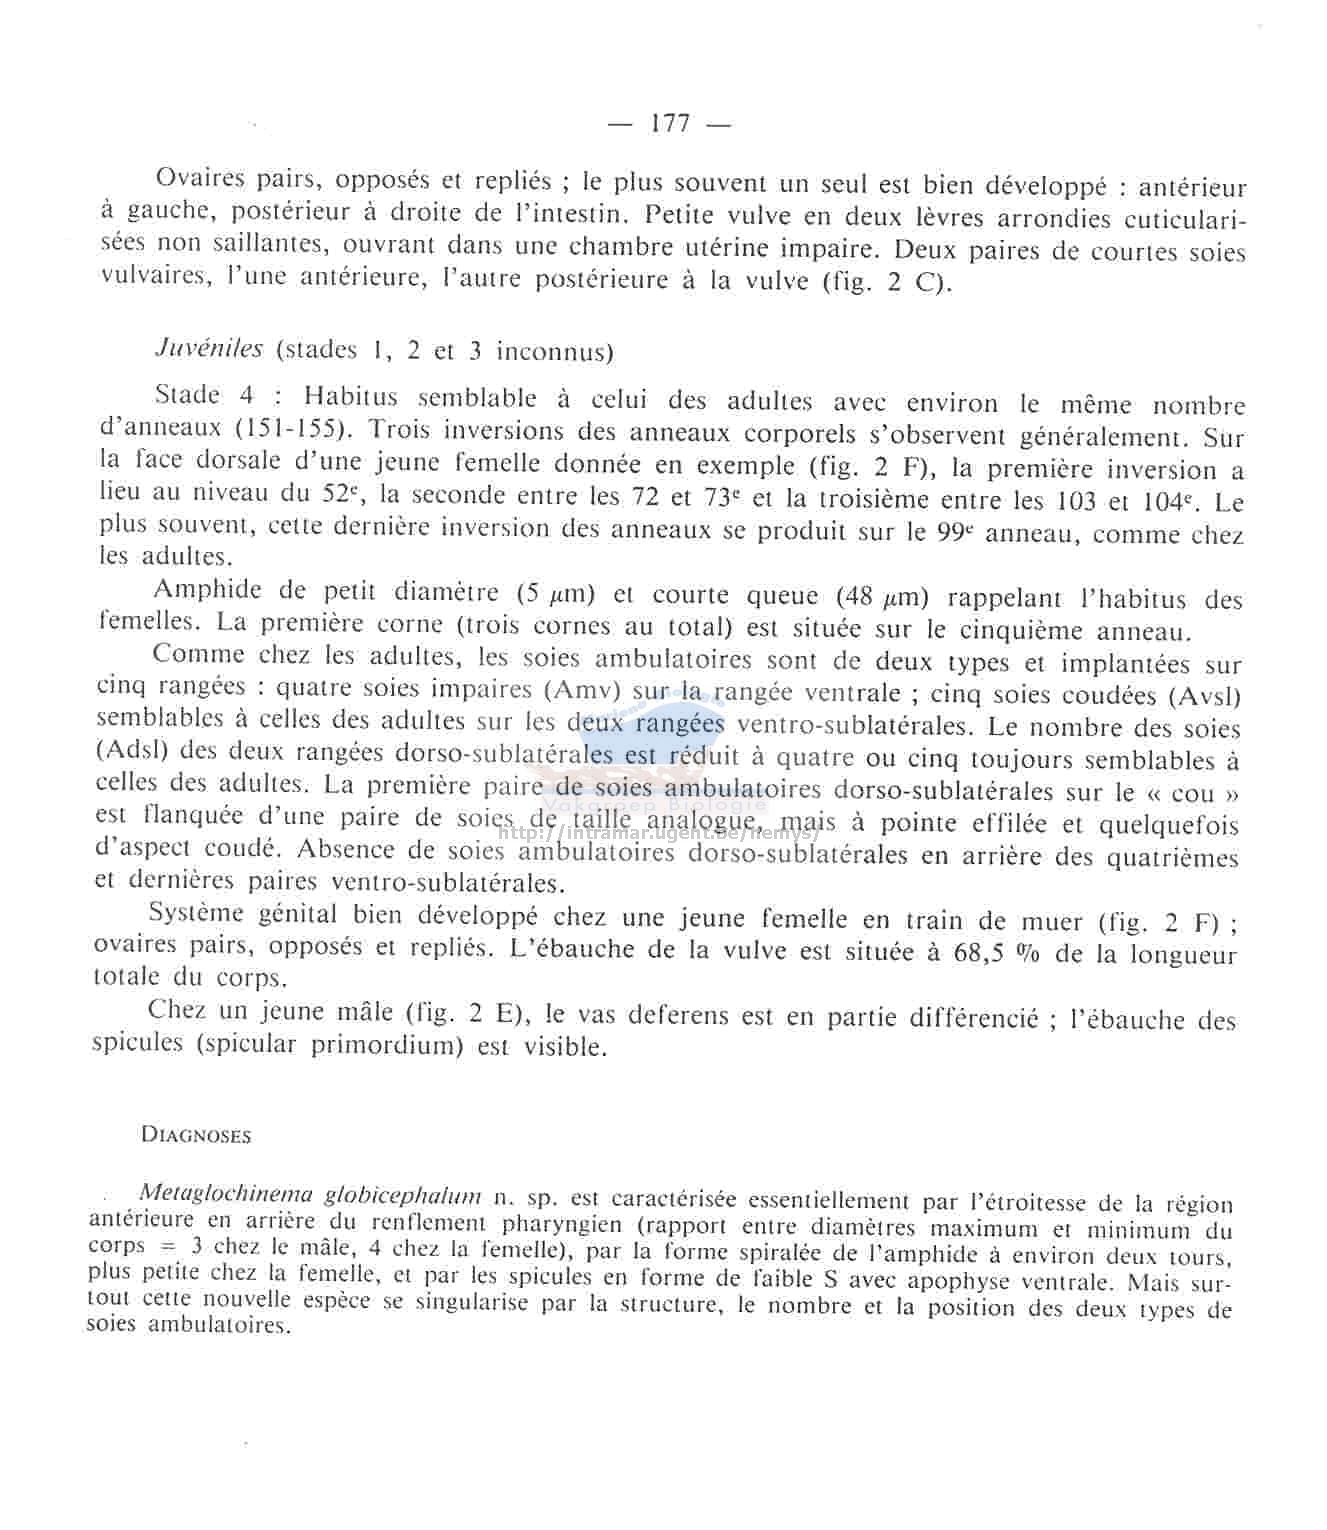 — 177 —
Ovaires pairs, opposés et repliés ; le plus souvent un seul est bien développé : antérieur
à gauche, postérieur à droite de l’intestin. Petite vulve en deux lèvres arrondies cuticulari-
sées non saillantes, ouvrant dans une chambre utérine impaire. Deux paires de courtes soies
vulvaires, l’une antérieure, l’autre postérieure à la vulve (fig. 2 C).
Juvéniles (stades 1, 2 et 3 inconnus)
Stade 4 : Habitus semblable à celui des adultes avec environ le même nombre
d’anneaux (151-155). Trois inversions des anneaux corporels s’observent généralement. Sur
la face dorsale d’une jeune femelle donnée en exemple (fig. 2 F), la première inversion a
lieu au niveau du 52e, la seconde entre les 72 et 73e et la troisième entre les 103 et 104e. Le
plus souvent, cette dernière inversion des anneaux se produit sur le 99e anneau, comme chez
les adultes.
Amphide de petit diamètre (5 µm) et courte queue (48 µm) rappelant l’habitus des
femelles. La première corne (trois cornes au total) est située sur le cinquième anneau.
Comme chez les adultes, les soies ambulatoires sont de deux types et implantées sur
cinq rangées : quatre soies impaires (Amv) sur la rangée ventrale ; cinq soies coudées (Avsl)
semblables à celles des adultes sur les deux rangées ventro-sublatérales. Le nombre des soies
(Adsl) des deux rangées dorso-sublatérales est réduit à quatre ou cinq toujours semblables à
celles des adultes. La première paire de soies ambulatoires dorso-sublatérales sur le « cou »
Vakgroep Biologie
est flanquée d’une paire de soies de taille analogue, mais à pointe effilée et quelquefois
http://intramar.ugent.be/nemys/
d’aspect coudé. Absence de soies ambulatoires dorso-sublatérales en arrière des quatrièmes
et dernières paires ventro-sublatérales.
Système génital bien développé chez une jeune femelle en train de muer (fig. 2 F) ;
ovaires pairs, opposés et repliés. L’ébauche de la vulve est située à 68,5 % de la longueur
totale du corps.
Chez un jeune mâle (fig. 2 E), le vas deferens est en partie différencié ; l’ébauche des
spicules (spicular primordium) est visible.
DIAGNOSES
Metaglochinema globicephalum n. sp. est caractérisée essentiellement par l’étroitesse de la région
antérieure en arrière du renflement pharyngien (rapport entre diamètres maximum et minimum du
corps = 3 chez le mâle, 4 chez la femelle), par la forme spiralée de l’amphide à environ deux tours,
plus petite chez la femelle, et par les spicules en forme de faible S avec apophyse ventrale. Mais sur-
tout cette nouvelle espèce se singularise par la structure, le nombre et la position des deux types de
soies ambulatoires.